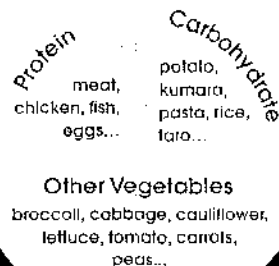 Protein
meat,
chicken, fish,
eggs...
Carbohydrate
potato,
kumara,
pasta, rice,
taro...
Other Vegetables
broccoli, cabbage, cauliflower,
lettuce, tomato, carrots,
peas...